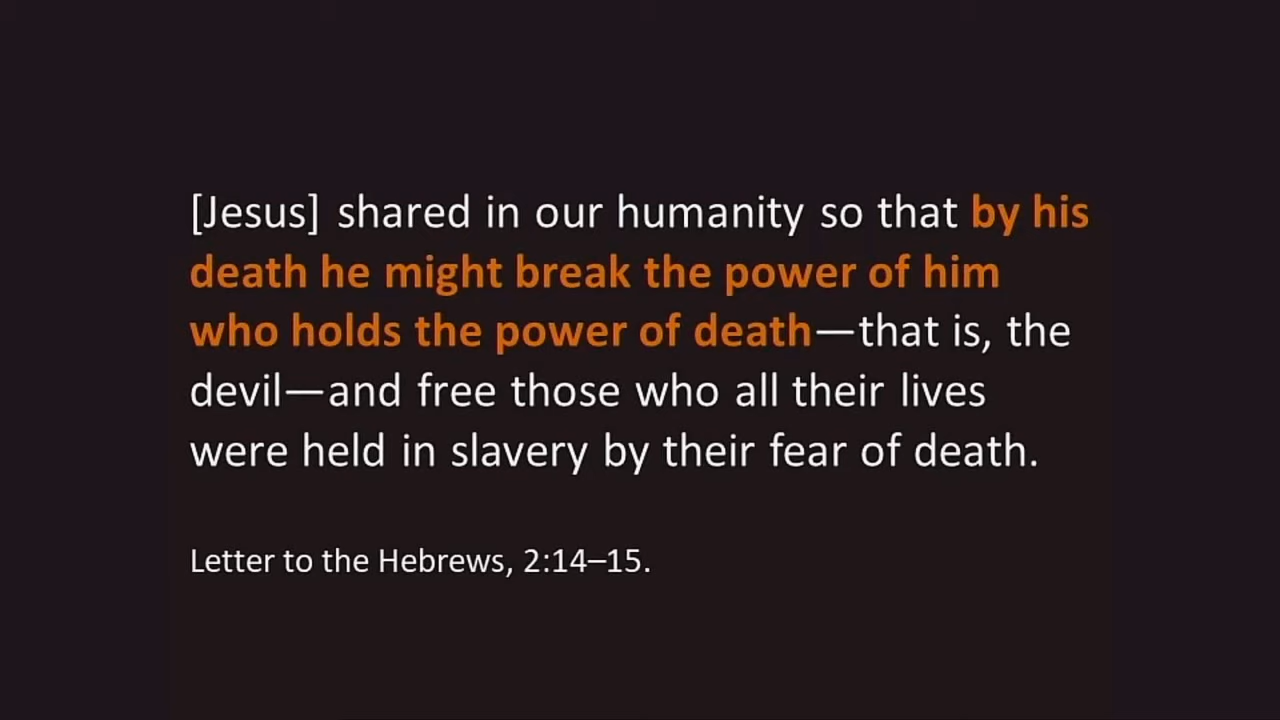 [Jesus] shared in our humanity so that by his
death he might break the power of him
who holds the power of death—that is, the
devil—and free those who all their lives
were held in slavery by their fear of death.
Letter to the Hebrews, 2:14–15.